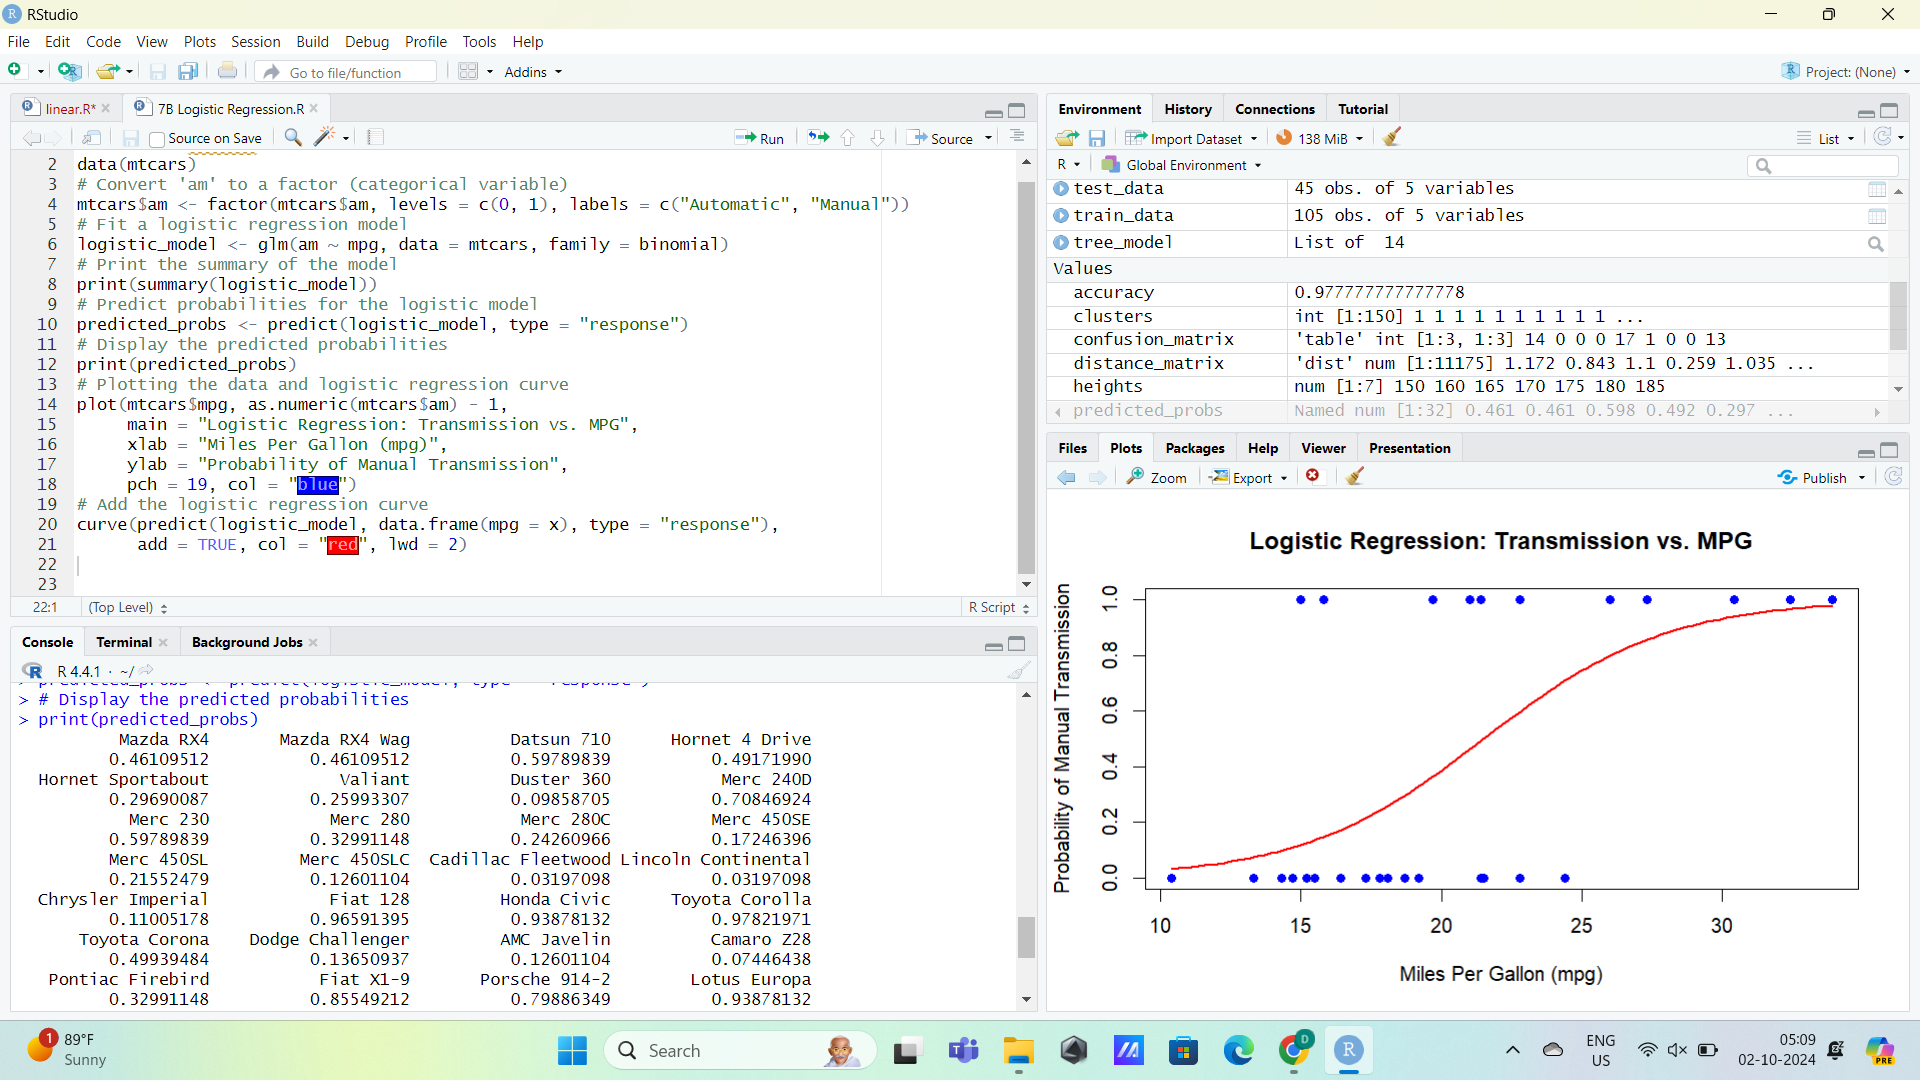 RStudio
File Edit Code View Plots Session Build Debug Profile Tools Help
Go to file/function Addins Project: (None)
linear.R* 7B Logistic Regression.R
Source on Save Run Source
2 data(mtcars)
3 # Convert 'am' to a factor (categorical variable)
4 mtcars$am <- factor(mtcars$am, levels = c(0, 1), labels = c("Automatic", "Manual"))
5 # Fit a logistic regression model
6 logistic_model <- glm(am ~ mpg, data = mtcars, family = binomial)
7 # Print the summary of the model
8 print(summary(logistic_model))
9 # Predict probabilities for the logistic model
10 predicted_probs <- predict(logistic_model, type = "response")
11 # Display the predicted probabilities
12 print(predicted_probs)
13 # Plotting the data and logistic regression curve
14 plot(mtcars$mpg, as.numeric(mtcars$am) - 1,
15 main = "Logistic Regression: Transmission vs. MPG",
16 xlab = "Miles Per Gallon (mpg)",
17 ylab = "Probability of Manual Transmission",
18 pch = 19, col = "blue")
19 # Add the logistic regression curve
20 curve(predict(logistic_model, data.frame(mpg = x), type = "response"),
21 add = TRUE, col = "red", lwd = 2)
22
23
22:1 (Top Level) R Script
Console Terminal Background Jobs
R 4.4.1 · ~/
> # Display the predicted probabilities
> print(predicted_probs)
Mazda RX4 Mazda RX4 Wag Datsun 710 Hornet 4 Drive
0.46109512 0.46109512 0.59789839 0.49171990
Hornet Sportabout Valiant Duster 360 Merc 240D
0.29690087 0.25993307 0.09858705 0.70846924
Merc 230 Merc 280 Merc 280C Merc 450SE
0.59789839 0.32991148 0.24260966 0.17246396
Merc 450SL Merc 450SLC Cadillac Fleetwood Lincoln Continental
0.21552479 0.12601104 0.03197098 0.03197098
Chrysler Imperial Fiat 128 Honda Civic Toyota Corolla
0.11005178 0.96591395 0.93878132 0.97821971
Toyota Corona Dodge Challenger AMC Javelin Camaro Z28
0.49939484 0.13650937 0.12601104 0.07446438
Pontiac Firebird Fiat X1-9 Porsche 914-2 Lotus Europa
0.32991148 0.85549212 0.79886349 0.93878132
Environment History Connections Tutorial
Import Dataset 138 MiB List
R Global Environment
test_data 45 obs. of 5 variables
train_data 105 obs. of 5 variables
tree_model List of 14
Values
accuracy 0.977777777777778
clusters int [1:150] 1 1 1 1 1 1 1 1 1 1 ...
confusion_matrix 'table' int [1:3, 1:3] 14 0 0 0 17 1 0 0 13
distance_matrix 'dist' num [1:11175] 1.172 0.843 1.1 0.259 1.035 ...
heights num [1:7] 150 160 165 170 175 180 185
predicted_probs Named num [1:32] 0.461 0.461 0.598 0.492 0.297 ...
Files Plots Packages Help Viewer Presentation
Zoom Export Publish
Logistic Regression: Transmission vs. MPG
Probability of Manual Transmission
1.0
0.8
0.6
0.4
0.2
0.0
10 15 20 25 30
Miles Per Gallon (mpg)
1
89°F
Sunny
Search
D
R
PRE
ENG
US
05:09
02-10-2024